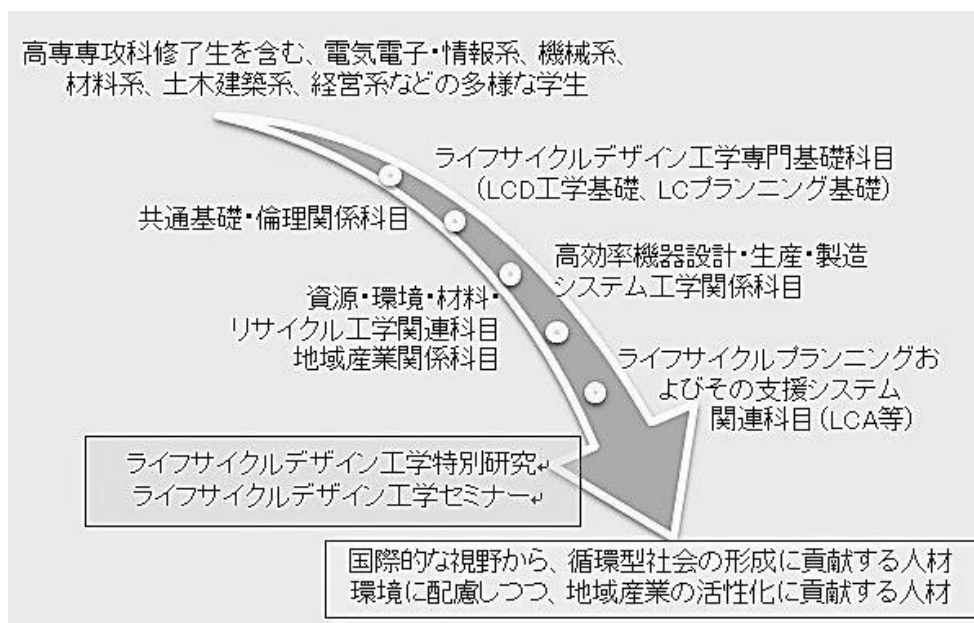 高専専攻科修了生を含む、電気電子・情報系、機械系、
材料系、土木建築系、経営系などの多様な学生
ライフサイクルデザイン工学専門基礎科目
(LCD工学基礎、LCプランニング基礎)
共通基礎・倫理関係科目
高効率機器設計・生産・製造
システム工学関係科目
資源・環境・材料・
リサイクル工学関連科目
地域産業関係科目
ライフサイクルプランニングお
よびその支援システム
関連科目(LCA等)
ライフサイクルデザイン工学特別研究↵
ライフサイクルデザイン工学セミナー↵
国際的な視野から、循環型社会の形成に貢献する人材
環境に配慮しつつ、地域産業の活性化に貢献する人材